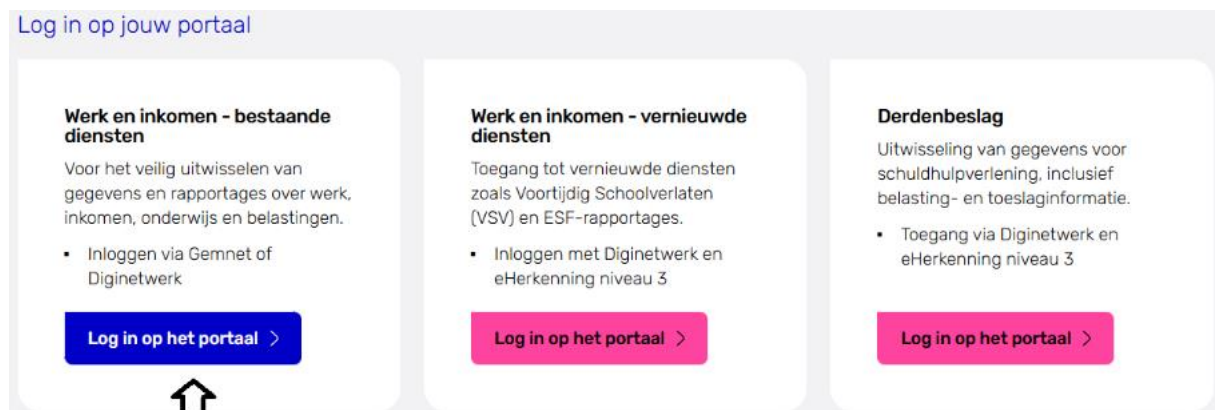 Log in op jouw portaal
Werk en inkomen - bestaande
diensten
Voor het veilig uitwisselen van
gegevens en rapportages over werk,
inkomen, onderwijs en belastingen.
▪ Inloggen via Gemnet of
Diginetwerk
Log in op het portaal >
Werk en inkomen - vernieuwde
diensten
Toegang tot vernieuwde diensten
zoals Voortijdig Schoolverlaten
(VSV) en ESF-rapportages.
▪ Inloggen met Diginetwerk en
eHerkenning niveau 3
Log in op het portaal >
Derdenbeslag
Uitwisseling van gegevens voor
schuldhulpverlening, inclusief
belasting- en toeslaginformatie.
▪ Toegang via Diginetwerk en
eHerkenning niveau 3
Log in op het portaal >